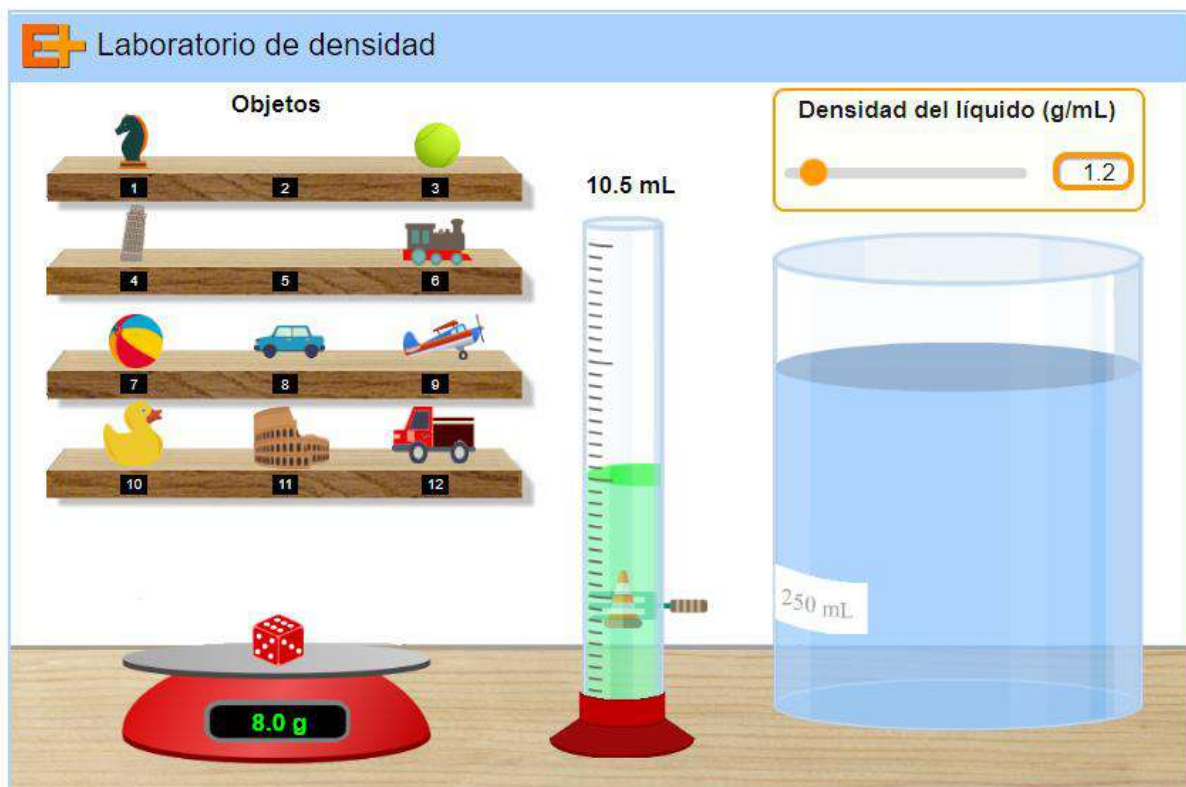 E+ Laboratorio de densidad
Objetos
Densidad del líquido (g/mL)
1.2
10.5 mL
1 2 3
4 5 6
7 8 9
10 11 12
250 mL
8.0 g